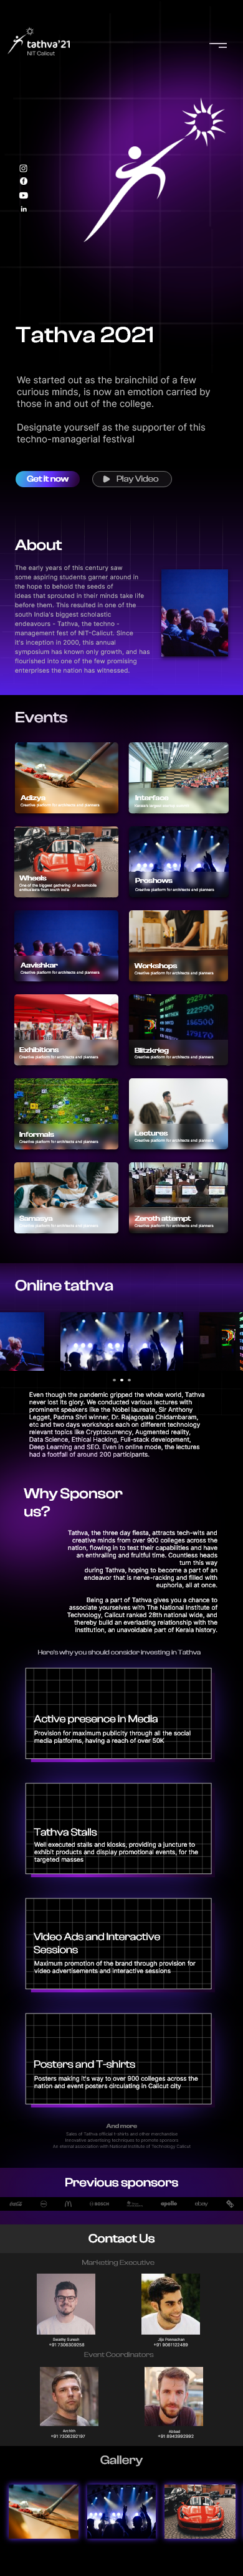 tathva'21
NIT Calicut
Tathva 2021
We started out as the brainchild of a few
curious minds, is now an emotion carried by
those in and out of the college.
Designate yourself as the supporter of this
techno-managerial festival
Get it now
Play Video
About
The early years of this century saw
some aspiring students garner around in
the hope to behold the seeds of
ideas that sprouted in their minds take life
before them. This resulted in one of the
south India's biggest scholastic
endeavours - Tathva, the techno -
management fest of NIT-Calicut. Since
it's inception in 2000, this annual
symposium has known only growth, and has
flourished into one of the few promising
enterprises the nation has witnessed.
Events
Adizya
Creative platform for architects and planners
Interface
Wheels
One of the biggest gathering of automobile
enthusiasts from south india
Proshows
Creative platform for architects and planners
Aavishkar
Creative platform for architects and planners
Workshops
Creative platform for architects and planners
Exhibitions
Creative platform for architects and planners
Blitzkrieg
Creative platform for architects and planners
Informals
Creative platform for architects and planners
Lectures
Creative platform for architects and planners
Samasya
Creative platform for architects and planners
Zeroth attempt
Creative platform for architects and planners
Online tathva
Even though the pandemic gripped the whole world, Tathva
never lost its glory. We conducted various lectures with
prominent speakers like the Nobel laureate, Sir Anthony
Legget, Padma Shri winner, Dr. Rajagopala Chidambaram,
etc and two days workshops each on different technology
relevant topics like Cryptocurrency, Augmented reality,
Data Science, Ethical Hacking, Full-stack development,
Deep Learning and SEO. Even in online mode, the lectures
had a footfall of around 200 participants.
Why Sponsor
us?
Tathva, the three day fiesta, attracts tech-wits and
creative minds from over 900 colleges across the
nation, flowing in to test their capabilities and have
an enthralling and fruitful time. Countless heads
turn this way
during Tathva, hoping to become a part of an
endeavor that is nerve-racking and filled with
euphoria, all at once.
Being a part of Tathva gives you a chance to
associate yourselves with The National Institute of
Technology, Calicut ranked 28th national wide, and
thereby build an everlasting relationship with the
institution, an unavoidable part of Kerala history.
Here's why you should consider investing in Tathva
Active presence in Media
Provision for maximum publicity through all the social
media platforms, having a reach of over 50K
Tathva Stalls
Well executed stalls and kiosks, providing a juncture to
exhibit products and display promotional events, for the
targeted masses
Video Ads and Interactive
Sessions
Maximum promotion of the brand through provision for
video advertisements and interactive sessions
Posters and T-shirts
Posters making it's way to over 900 colleges across the
nation and event posters circulating in Calicut city
And more
Sales of Tathva official t-shirts and other merchandise
Innovative advertising techniques to promote sponsors
Previous sponsors
BOSCH
apollo
Contact Us
Marketing Executive
Swathy Suresh
+91 7306309258
Event Coordinators